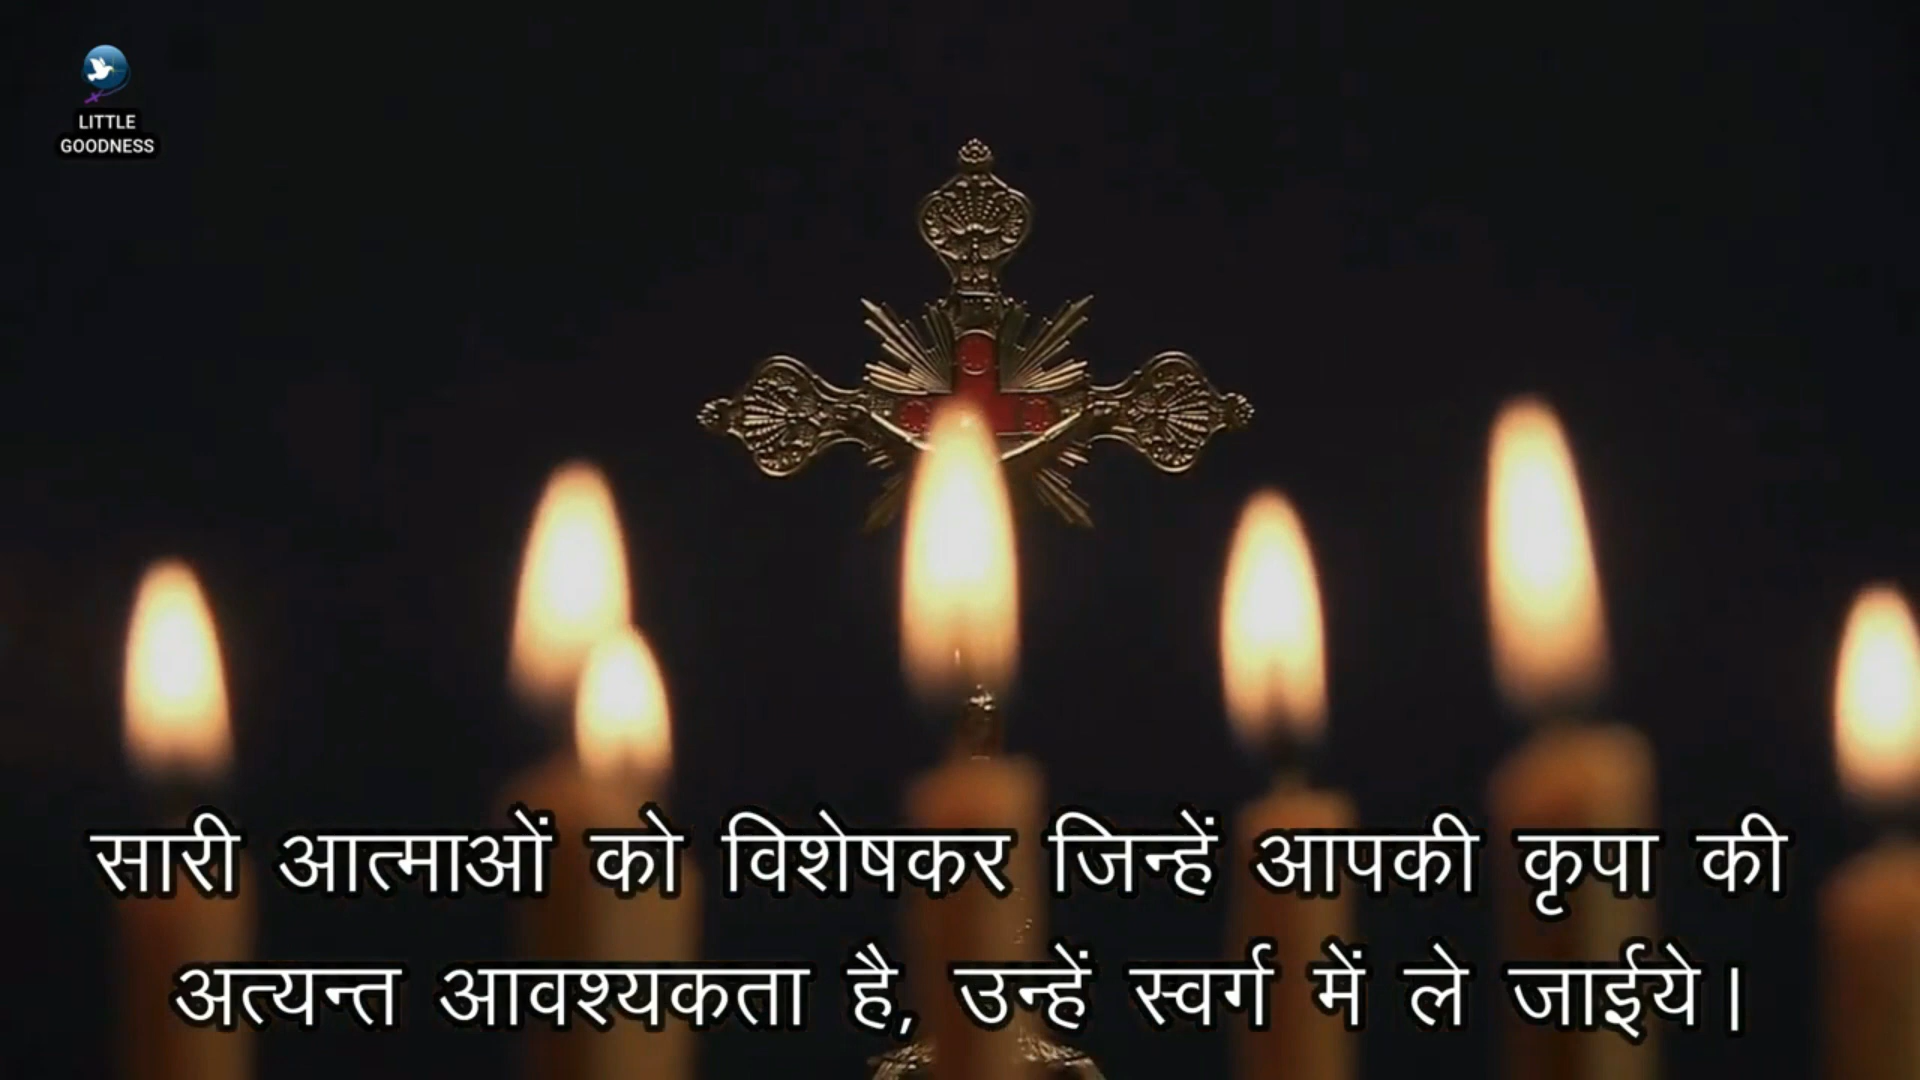 LITTLE
GOODNESS
सारी आत्माओं को विशेषकर जिन्हें आपकी कृपा की
अत्यन्त आवश्यकता है, उन्हें स्वर्ग में ले जाईये।